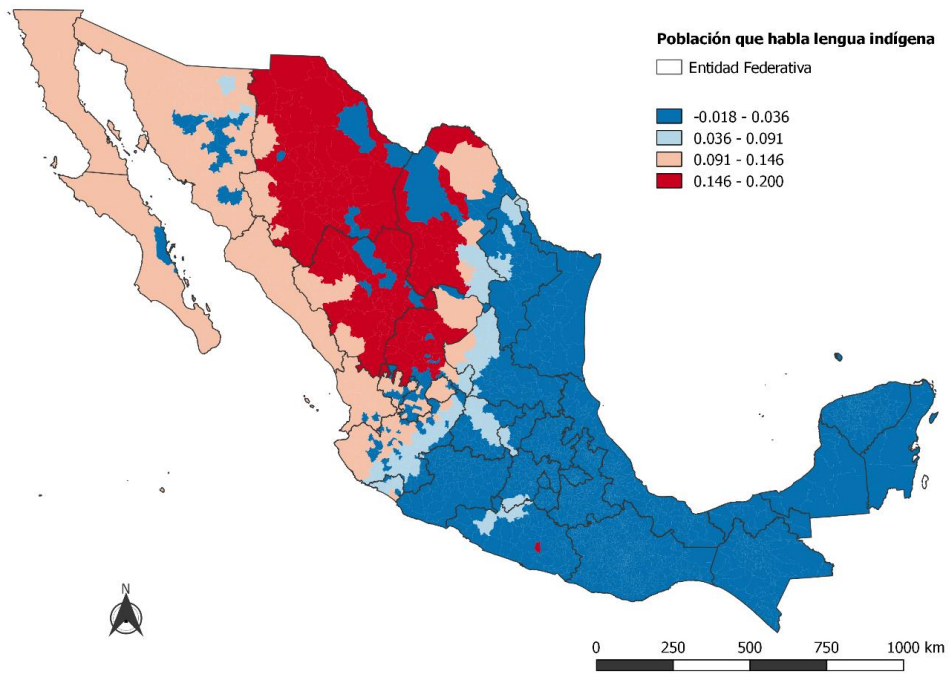 Población que habla lengua indígena
Entidad Federativa
-0.018 - 0.036
0.036 - 0.091
0.091 - 0.146
0.146 - 0.200
N
0 250 500 750 1000 km